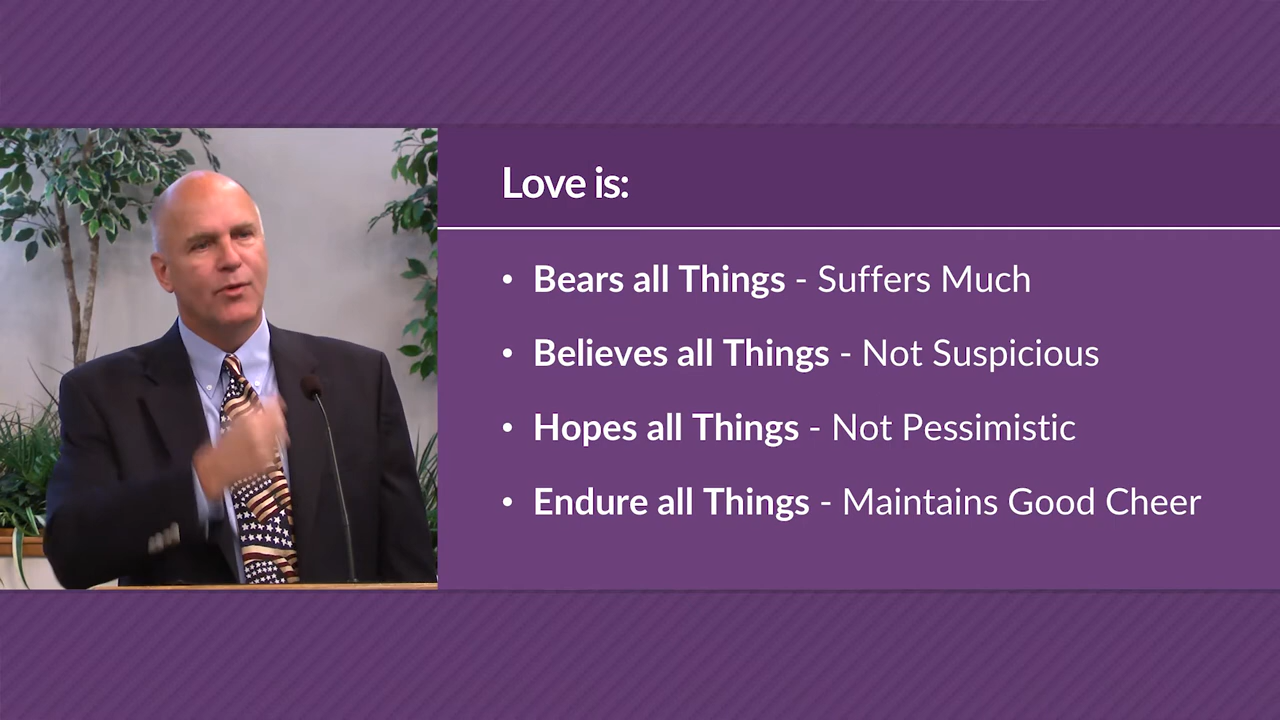 Love is:
• Bears all Things - Suffers Much
• Believes all Things - Not Suspicious
• Hopes all Things - Not Pessimistic
• Endure all Things - Maintains Good Cheer